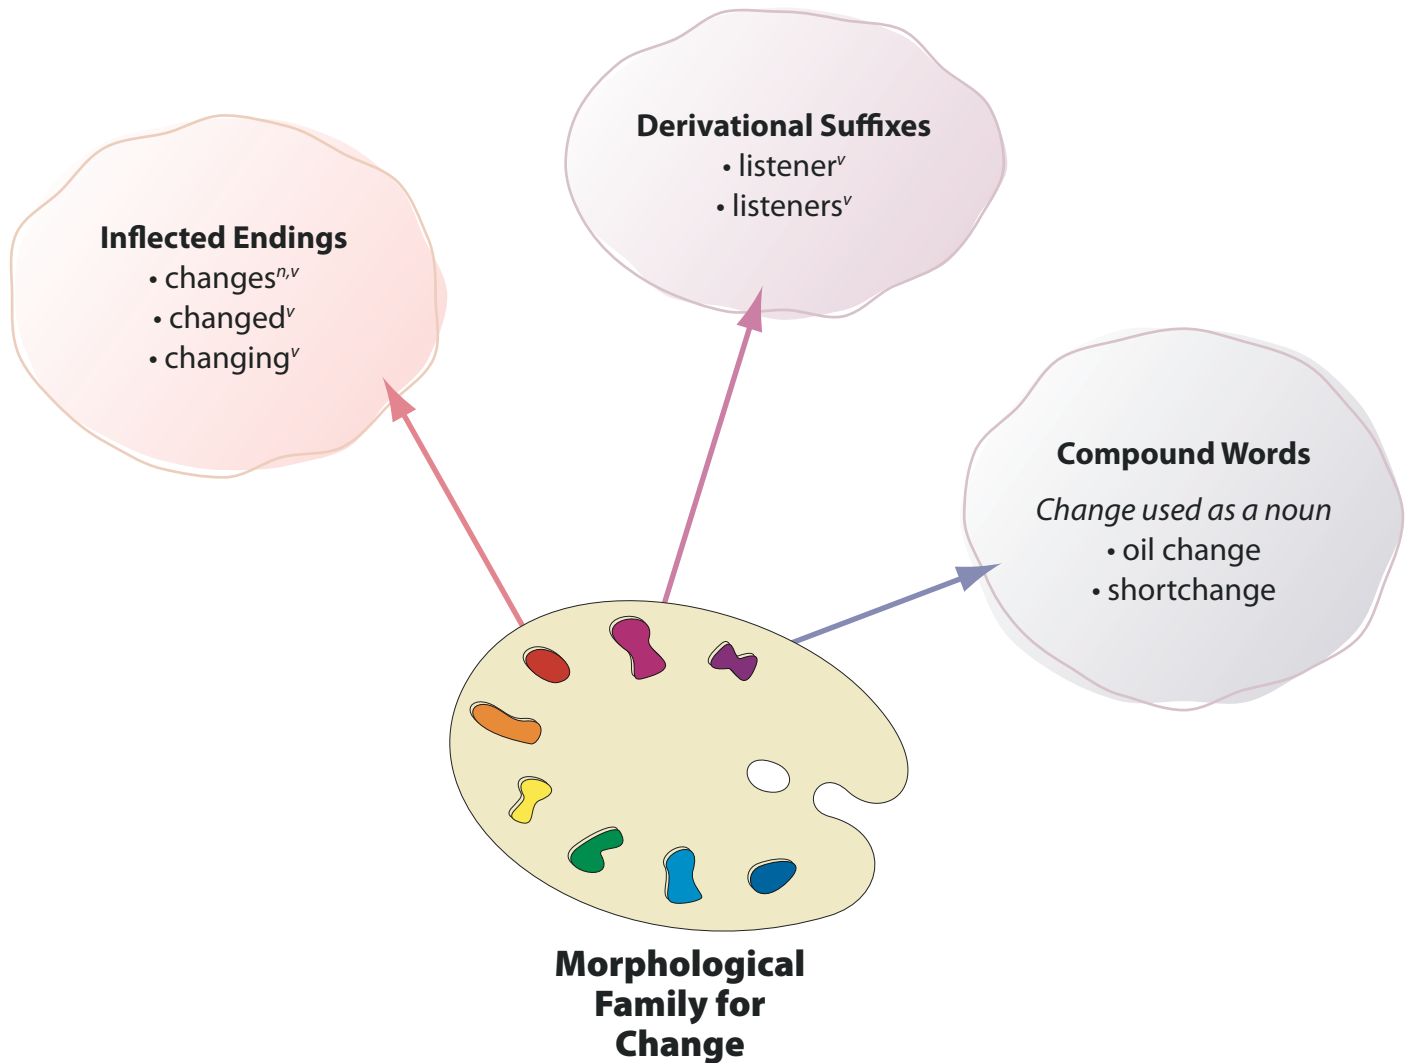 Derivational Suffixes
• listenerᵛ
• listenersᵛ
Inflected Endings
• changesⁿ,ᵛ
• changedᵛ
• changingᵛ
Compound Words
Change used as a noun
• oil change
• shortchange
Morphological
Family for
Change